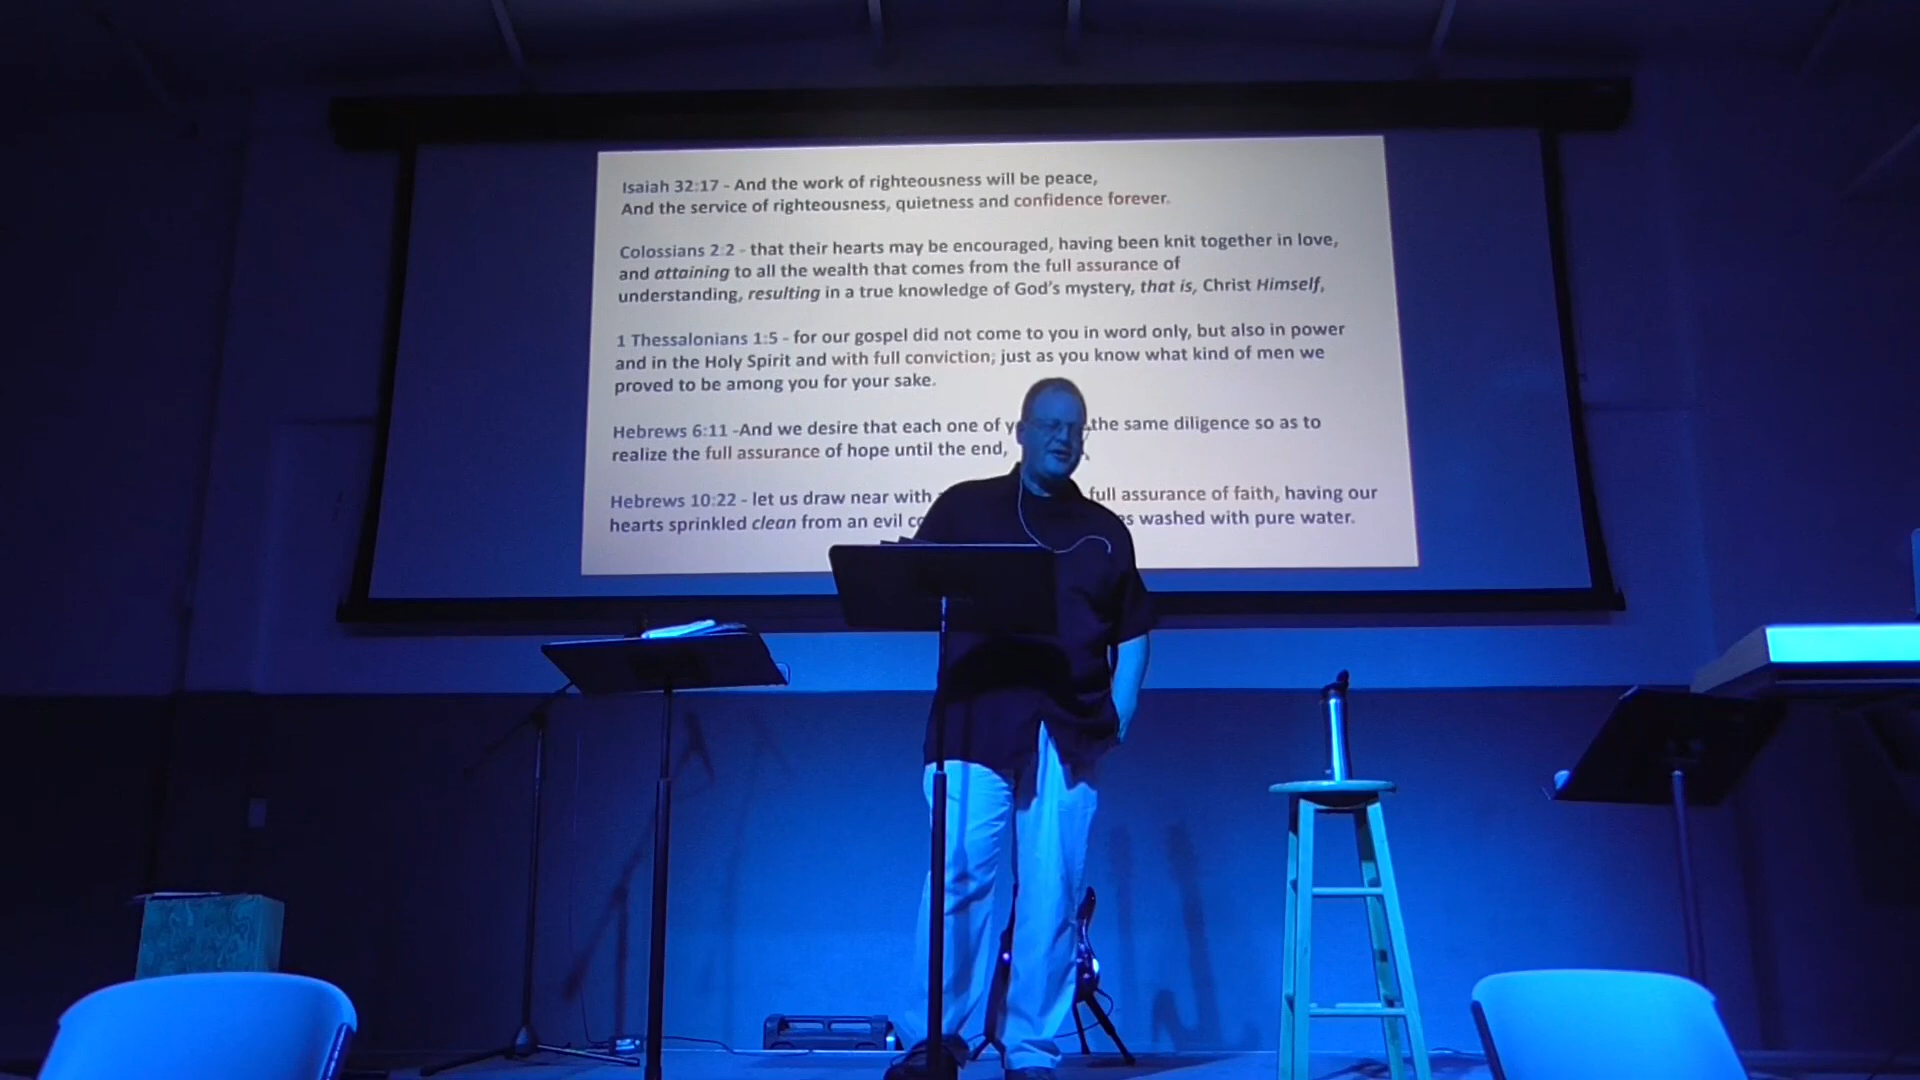 Isaiah 32:17 - And the work of righteousness will be peace,
And the service of righteousness, quietness and confidence forever.
Colossians 2:2 - that their hearts may be encouraged, having been knit together in love,
and attaining to all the wealth that comes from the full assurance of
understanding, resulting in a true knowledge of God's mystery, that is, Christ Himself,
1 Thessalonians 1:5 - for our gospel did not come to you in word only, but also in power
and in the Holy Spirit and with full conviction; just as you know what kind of men we
proved to be among you for your sake.
Hebrews 6:11 -And we desire that each one of the same diligence so as to
realize the full assurance of hope until the end,
Hebrews 10:22 - let us draw near with full assurance of faith, having our
hearts sprinkled clean from an evil washed with pure water.